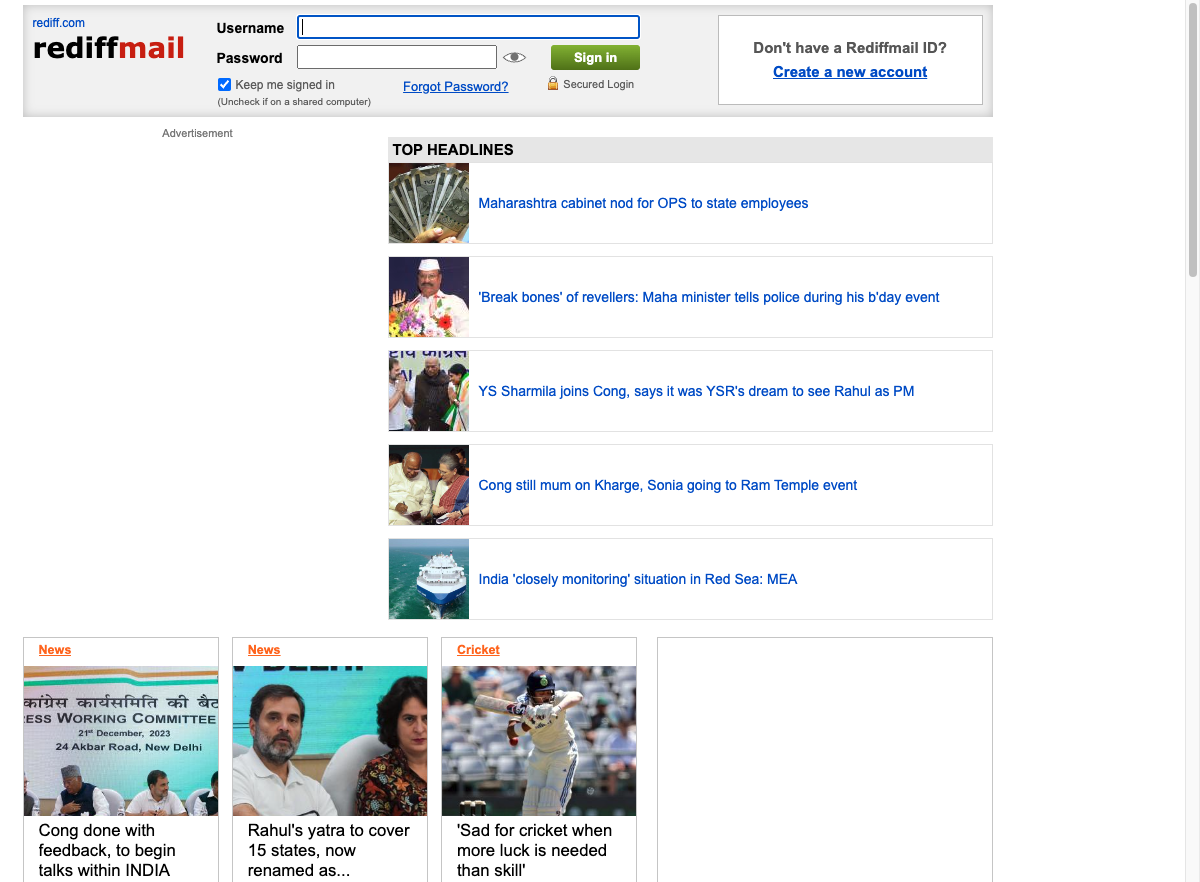 rediff.com
rediffmail
Username
Password
Sign in
Keep me signed in
(Uncheck if on a shared computer)
Forgot Password?
Secured Login
Don't have a Rediffmail ID?
Create a new account
Advertisement
TOP HEADLINES
Maharashtra cabinet nod for OPS to state employees
'Break bones' of revellers: Maha minister tells police during his b'day event
YS Sharmila joins Cong, says it was YSR's dream to see Rahul as PM
Cong still mum on Kharge, Sonia going to Ram Temple event
India 'closely monitoring' situation in Red Sea: MEA
News
कांग्रेस कार्यसमिति की
RESS WORKING COMMITTEE
21st December, 2023
24 Akbar Road, New Delhi
Cong done with
feedback, to begin
talks within INDIA
News
DELHI
Rahul's yatra to cover
15 states, now
renamed as...
Cricket
'Sad for cricket when
more luck is needed
than skill'